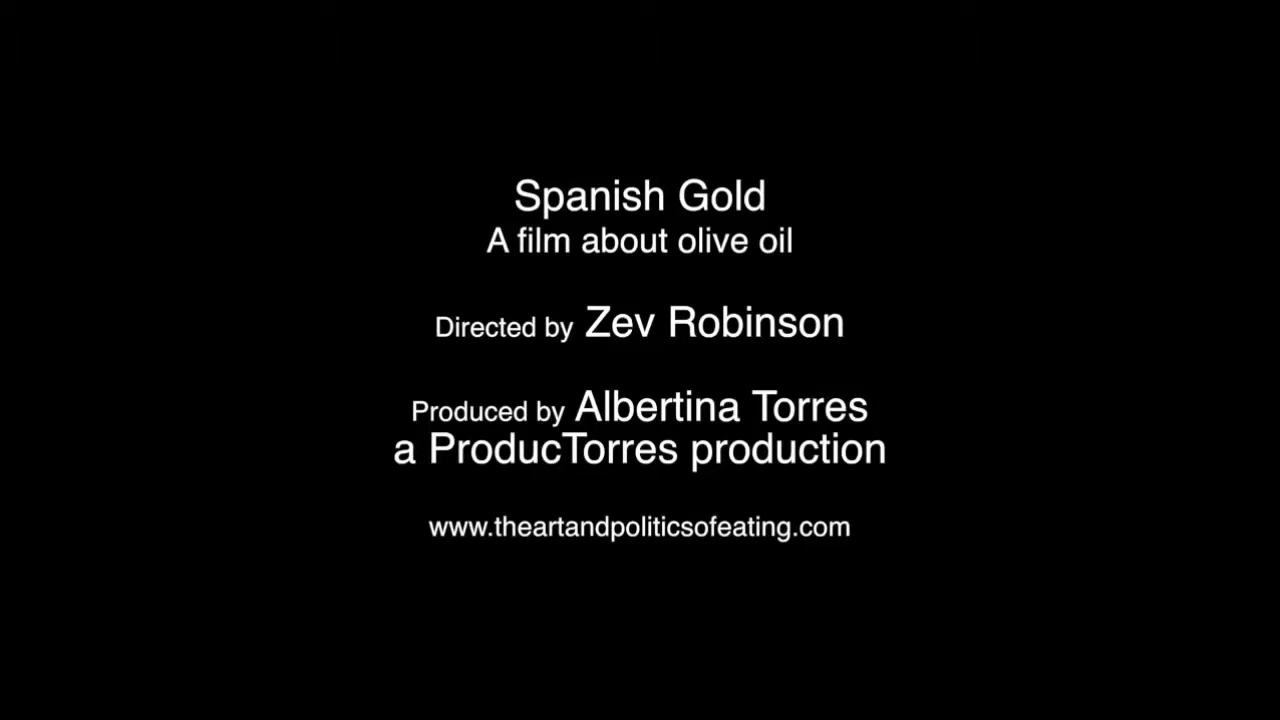 Spanish Gold
A film about olive oil
Directed by Zev Robinson
Produced by Albertina Torres
a ProducTorres production
www.theartandpoliticsofeating.com